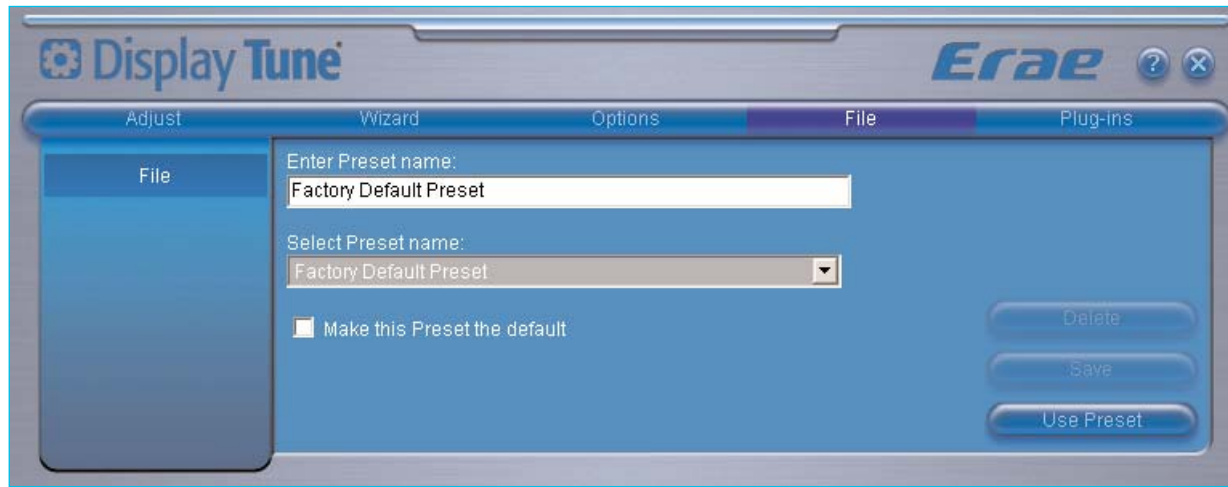 Display Tune
Erae ?
Adjust Wizard Options File Plug-ins
File
Enter Preset name:
Factory Default Preset
Select Preset name:
Factory Default Preset
Make this Preset the default
Delete
Save
Use Preset